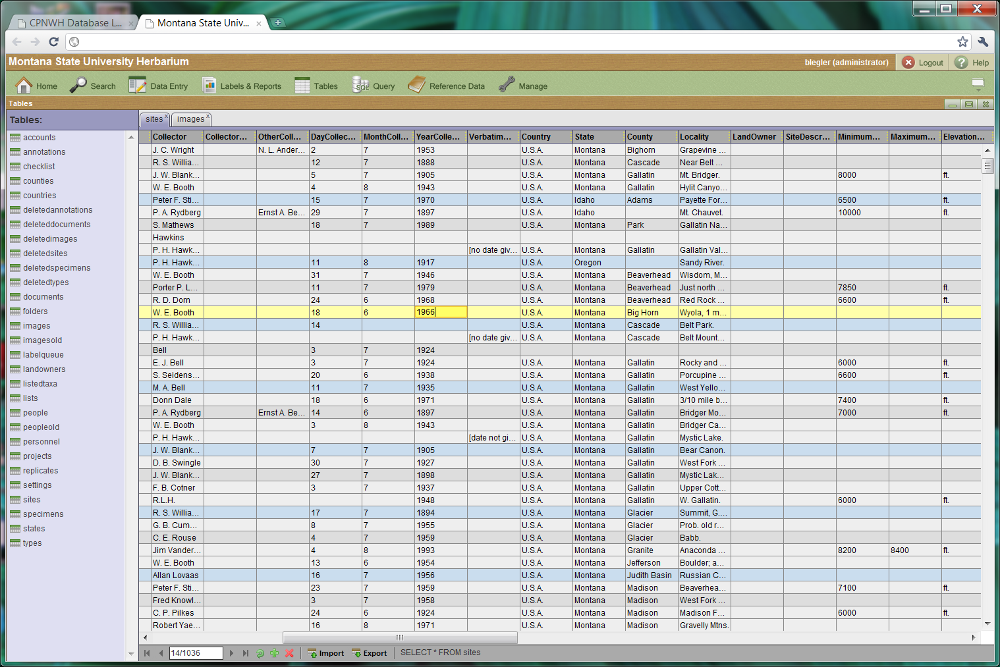 CPNWH Database L...
Montana State Univ...
Montana State University Herbarium
blegler (administrator) Logout Help
Home Search Data Entry Labels & Reports Tables SQL Query Reference Data Manage
Tables
Tables:
accounts
annotations
checklist
counties
countries
deletedannotations
deleteddocuments
deletedimages
deletedsites
deletedspecimens
deletedtypes
documents
folders
images
imagesold
labelqueue
landowners
listedtaxa
lists
people
peopleold
personnel
projects
replicates
settings
sites
specimens
states
types
sites x images x
Collector Collector... OtherColl... DayCollec... MonthColl... YearColle... Verbatim... Country State County Locality LandOwner SiteDescr... Minimum... Maximum... Elevation...
J. C. Wright N. L. Ander... 2 7 1953 U.S.A. Montana Bighorn Grapevine ...
R. S. Willia... 12 7 1888 U.S.A. Montana Cascade Near Belt ...
J. W. Blank... 5 7 1905 U.S.A. Montana Gallatin Mt. Bridger. 8000 ft.
W. E. Booth 4 8 1943 U.S.A. Montana Gallatin Hylit Canyo...
Peter F. Sti... 15 7 1970 U.S.A. Idaho Adams Payette For... 6500 ft.
P. A. Rydberg Ernst A. Be... 29 7 1897 U.S.A. Idaho Mt. Chauvet. 10000 ft.
S. Mathews 18 7 1989 U.S.A. Montana Park Gallatin Na...
Hawkins
P. H. Hawk... [no date giv... U.S.A. Montana Gallatin Gallatin Val...
P. H. Hawk... 11 8 1917 U.S.A. Oregon Sandy River.
W. E. Booth 31 7 1946 U.S.A. Montana Beaverhead Wisdom, M...
Porter P. L... 11 7 1979 U.S.A. Montana Beaverhead Just north ... 7850 ft.
R. D. Dorn 24 6 1968 U.S.A. Montana Beaverhead Red Rock ... 6600 ft.
W. E. Booth 18 6 1966 U.S.A. Montana Big Horn Wyola, 1 m...
R. S. Willia... 14 U.S.A. Montana Cascade Belt Park.
P. H. Hawk... [no date giv... U.S.A. Montana Cascade Belt Mount...
Bell 3 7 1924
E. J. Bell 3 7 1924 U.S.A. Montana Gallatin Rocky and ... 6000 ft.
S. Seidens... 20 6 1938 U.S.A. Montana Gallatin Porcupine ... 6600 ft.
M. A. Bell 11 7 1935 U.S.A. Montana Gallatin West Yello...
Donn Dale 18 6 1971 U.S.A. Montana Gallatin 3/10 mile b... 7400 ft.
P. A. Rydberg Ernst A. Be... 14 6 1897 U.S.A. Montana Gallatin Bridger Mo... 7000 ft.
W. E. Booth 3 8 1943 U.S.A. Montana Gallatin Bridger Ca...
P. H. Hawk... [date not gi... U.S.A. Montana Gallatin Mystic Lake.
J. W. Blank... 7 7 1905 U.S.A. Montana Gallatin Bear Canon.
D. B. Swingle 30 7 1927 U.S.A. Montana Gallatin West Fork ...
J. W. Blank... 27 7 1898 U.S.A. Montana Gallatin Mystic Lak...
F. B. Cotner 3 7 1937 U.S.A. Montana Gallatin Upper Cott...
R.L.H. 1948 U.S.A. Montana Gallatin W. Gallatin. 6000 ft.
R. S. Willia... 17 7 1894 U.S.A. Montana Glacier Summit, G....
G. B. Cum... 8 7 1955 U.S.A. Montana Glacier Prob. old r...
C. E. Rouse 4 7 1959 U.S.A. Montana Glacier Babb.
Jim Vander... 4 8 1993 U.S.A. Montana Granite Anaconda ... 8200 8400 ft.
W. E. Booth 13 6 1954 U.S.A. Montana Jefferson Boulder; a...
Allan Lovaas 16 7 1956 U.S.A. Montana Judith Basin Russian C...
Peter F. Sti... 23 7 1959 U.S.A. Montana Madison Beaverhea... 7100 ft.
Fred Knowl... 3 7 1958 U.S.A. Montana Madison West Fork ...
C. P. Pilkes 24 6 1924 U.S.A. Montana Madison Madison F... 6000 ft.
Robert Yae... 16 8 1971 U.S.A. Montana Madison Gravelly Mtns.
14/1036 Import Export SELECT * FROM sites